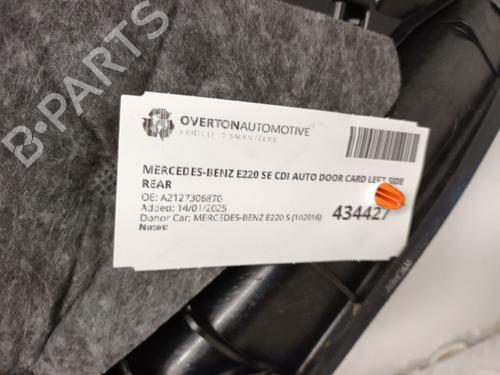 B-PARTS
OVERTONAUTOMOTIVE
VEHICLE DISMANTLERS
MERCEDES-BENZ E220 SE CDI AUTO DOOR CARD LEFT SIDE
REAR
OE: A2127306870
Added: 14/01/2025
Donor Car: MERCEDES-BENZ E220 S (102016)
Notes:
434427